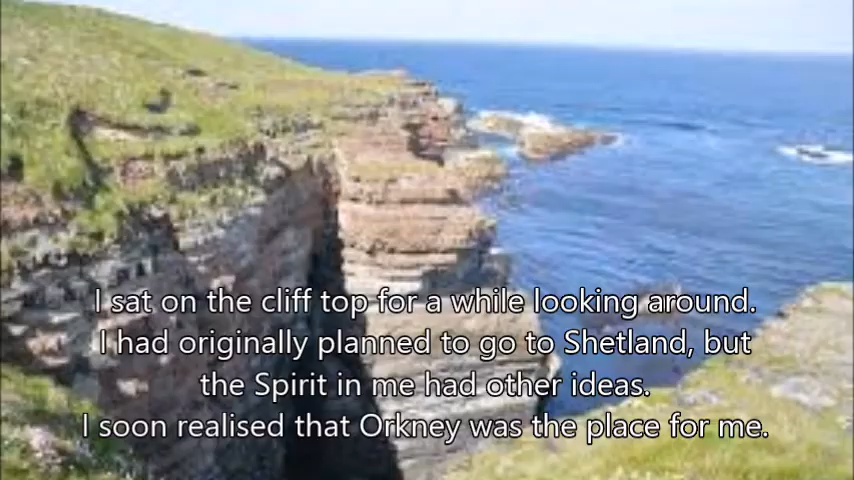 I sat on the cliff top for a while looking around.
I had originally planned to go to Shetland, but
the Spirit in me had other ideas.
I soon realised that Orkney was the place for me.